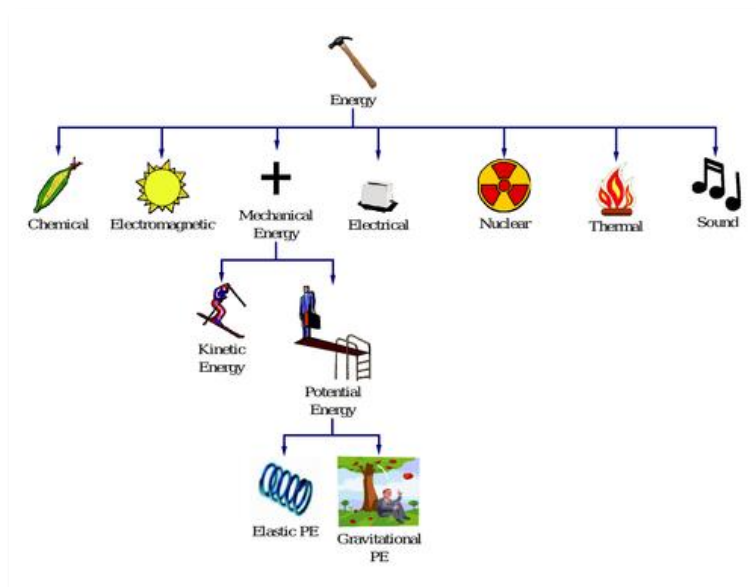 Energy
Chemical
Electromagnetic
Mechanical
Energy
Electrical
Nuclear
Thermal
Sound
Kinetic
Energy
Potential
Energy
Elastic PE
Gravitational
PE